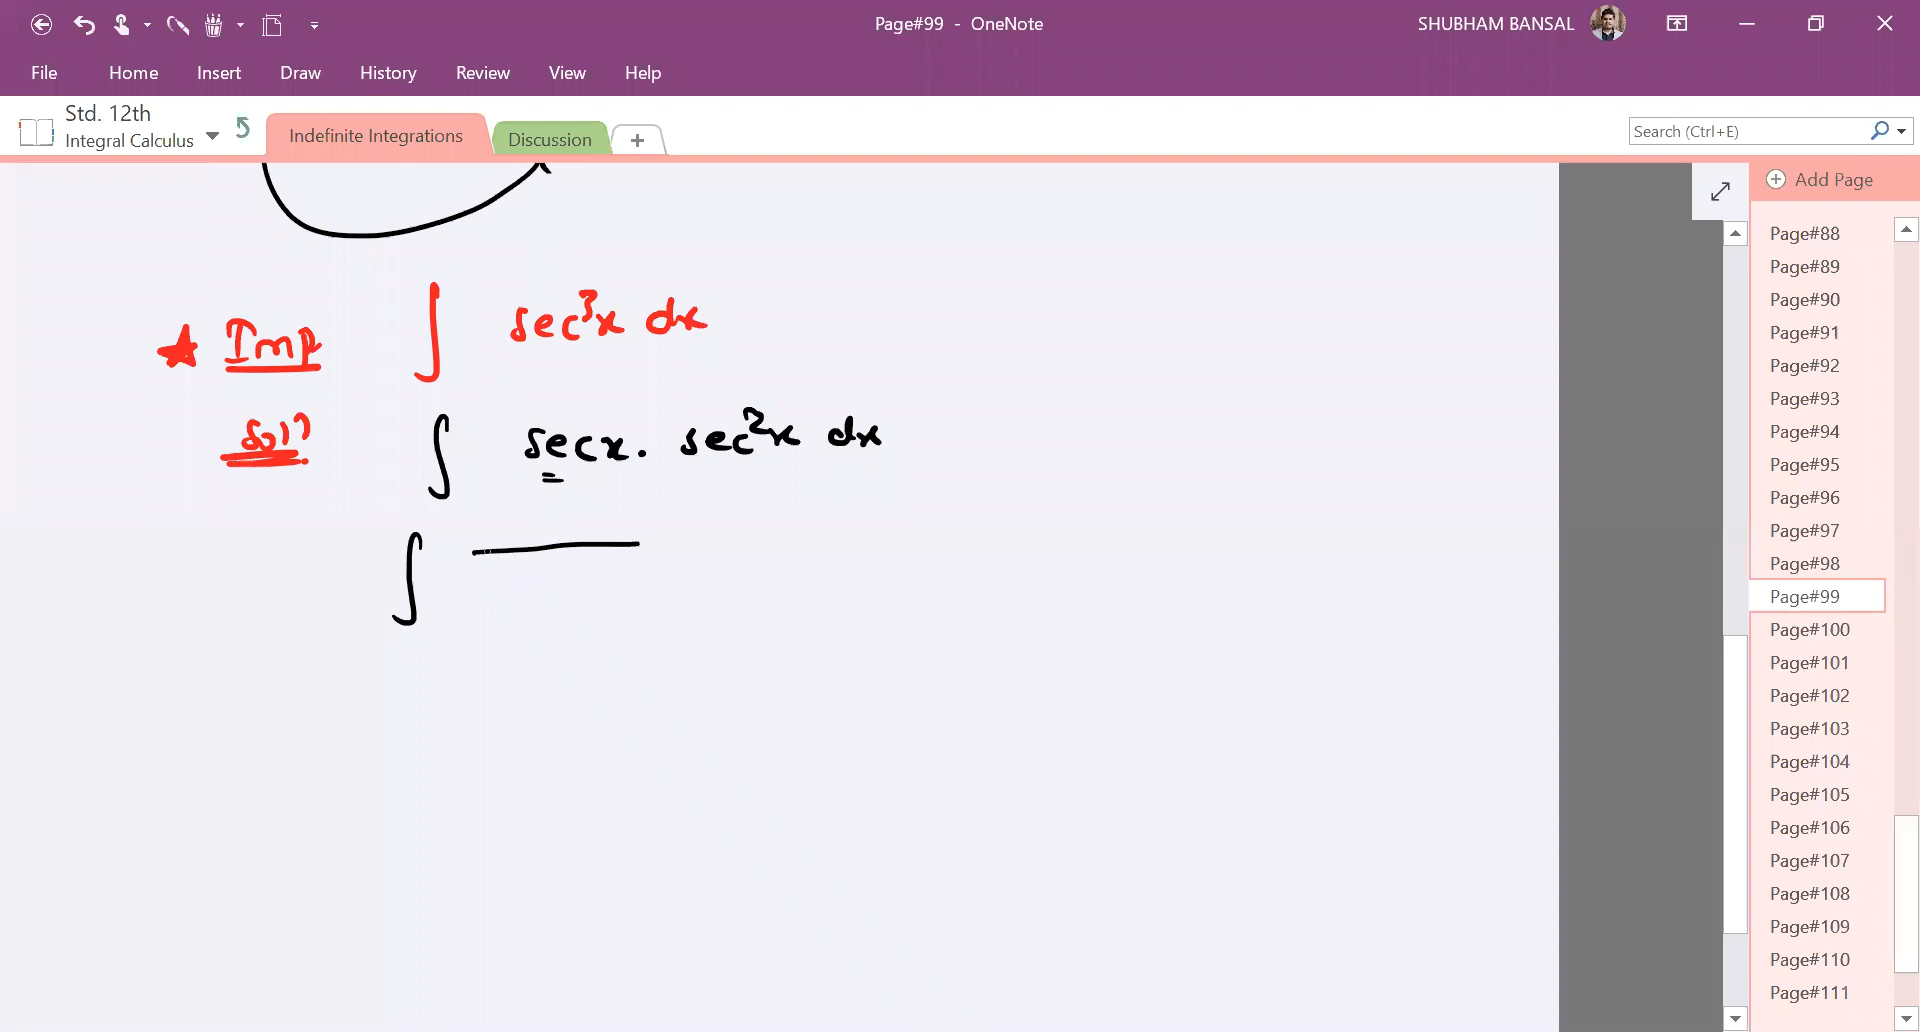 Page#99 - OneNote
SHUBHAM BANSAL
File Home Insert Draw History Review View Help
Std. 12th
Integral Calculus
Indefinite Integrations
Discussion
+
Search (Ctrl+E)
Add Page
Page#88
Page#89
Page#90
Page#91
Page#92
Page#93
Page#94
Page#95
Page#96
Page#97
Page#98
Page#99
Page#100
Page#101
Page#102
Page#103
Page#104
Page#105
Page#106
Page#107
Page#108
Page#109
Page#110
Page#111
★ Imp ∫ sec³x dx
Solⁿ ∫ secx. sec²x dx
∫